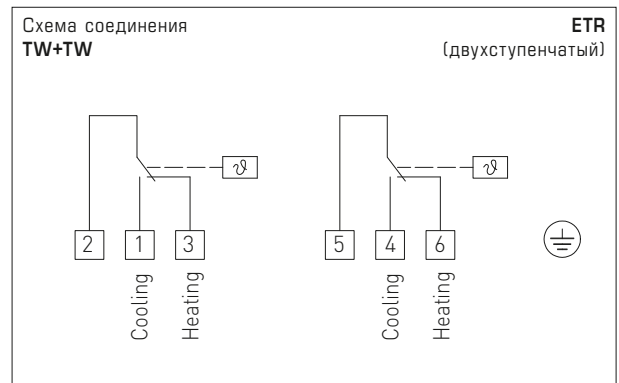 Схема соединения ETR
TW+TW (двухступенчатый)
ϑ ϑ
2 1 3 5 4 6
Cooling Heating Cooling Heating